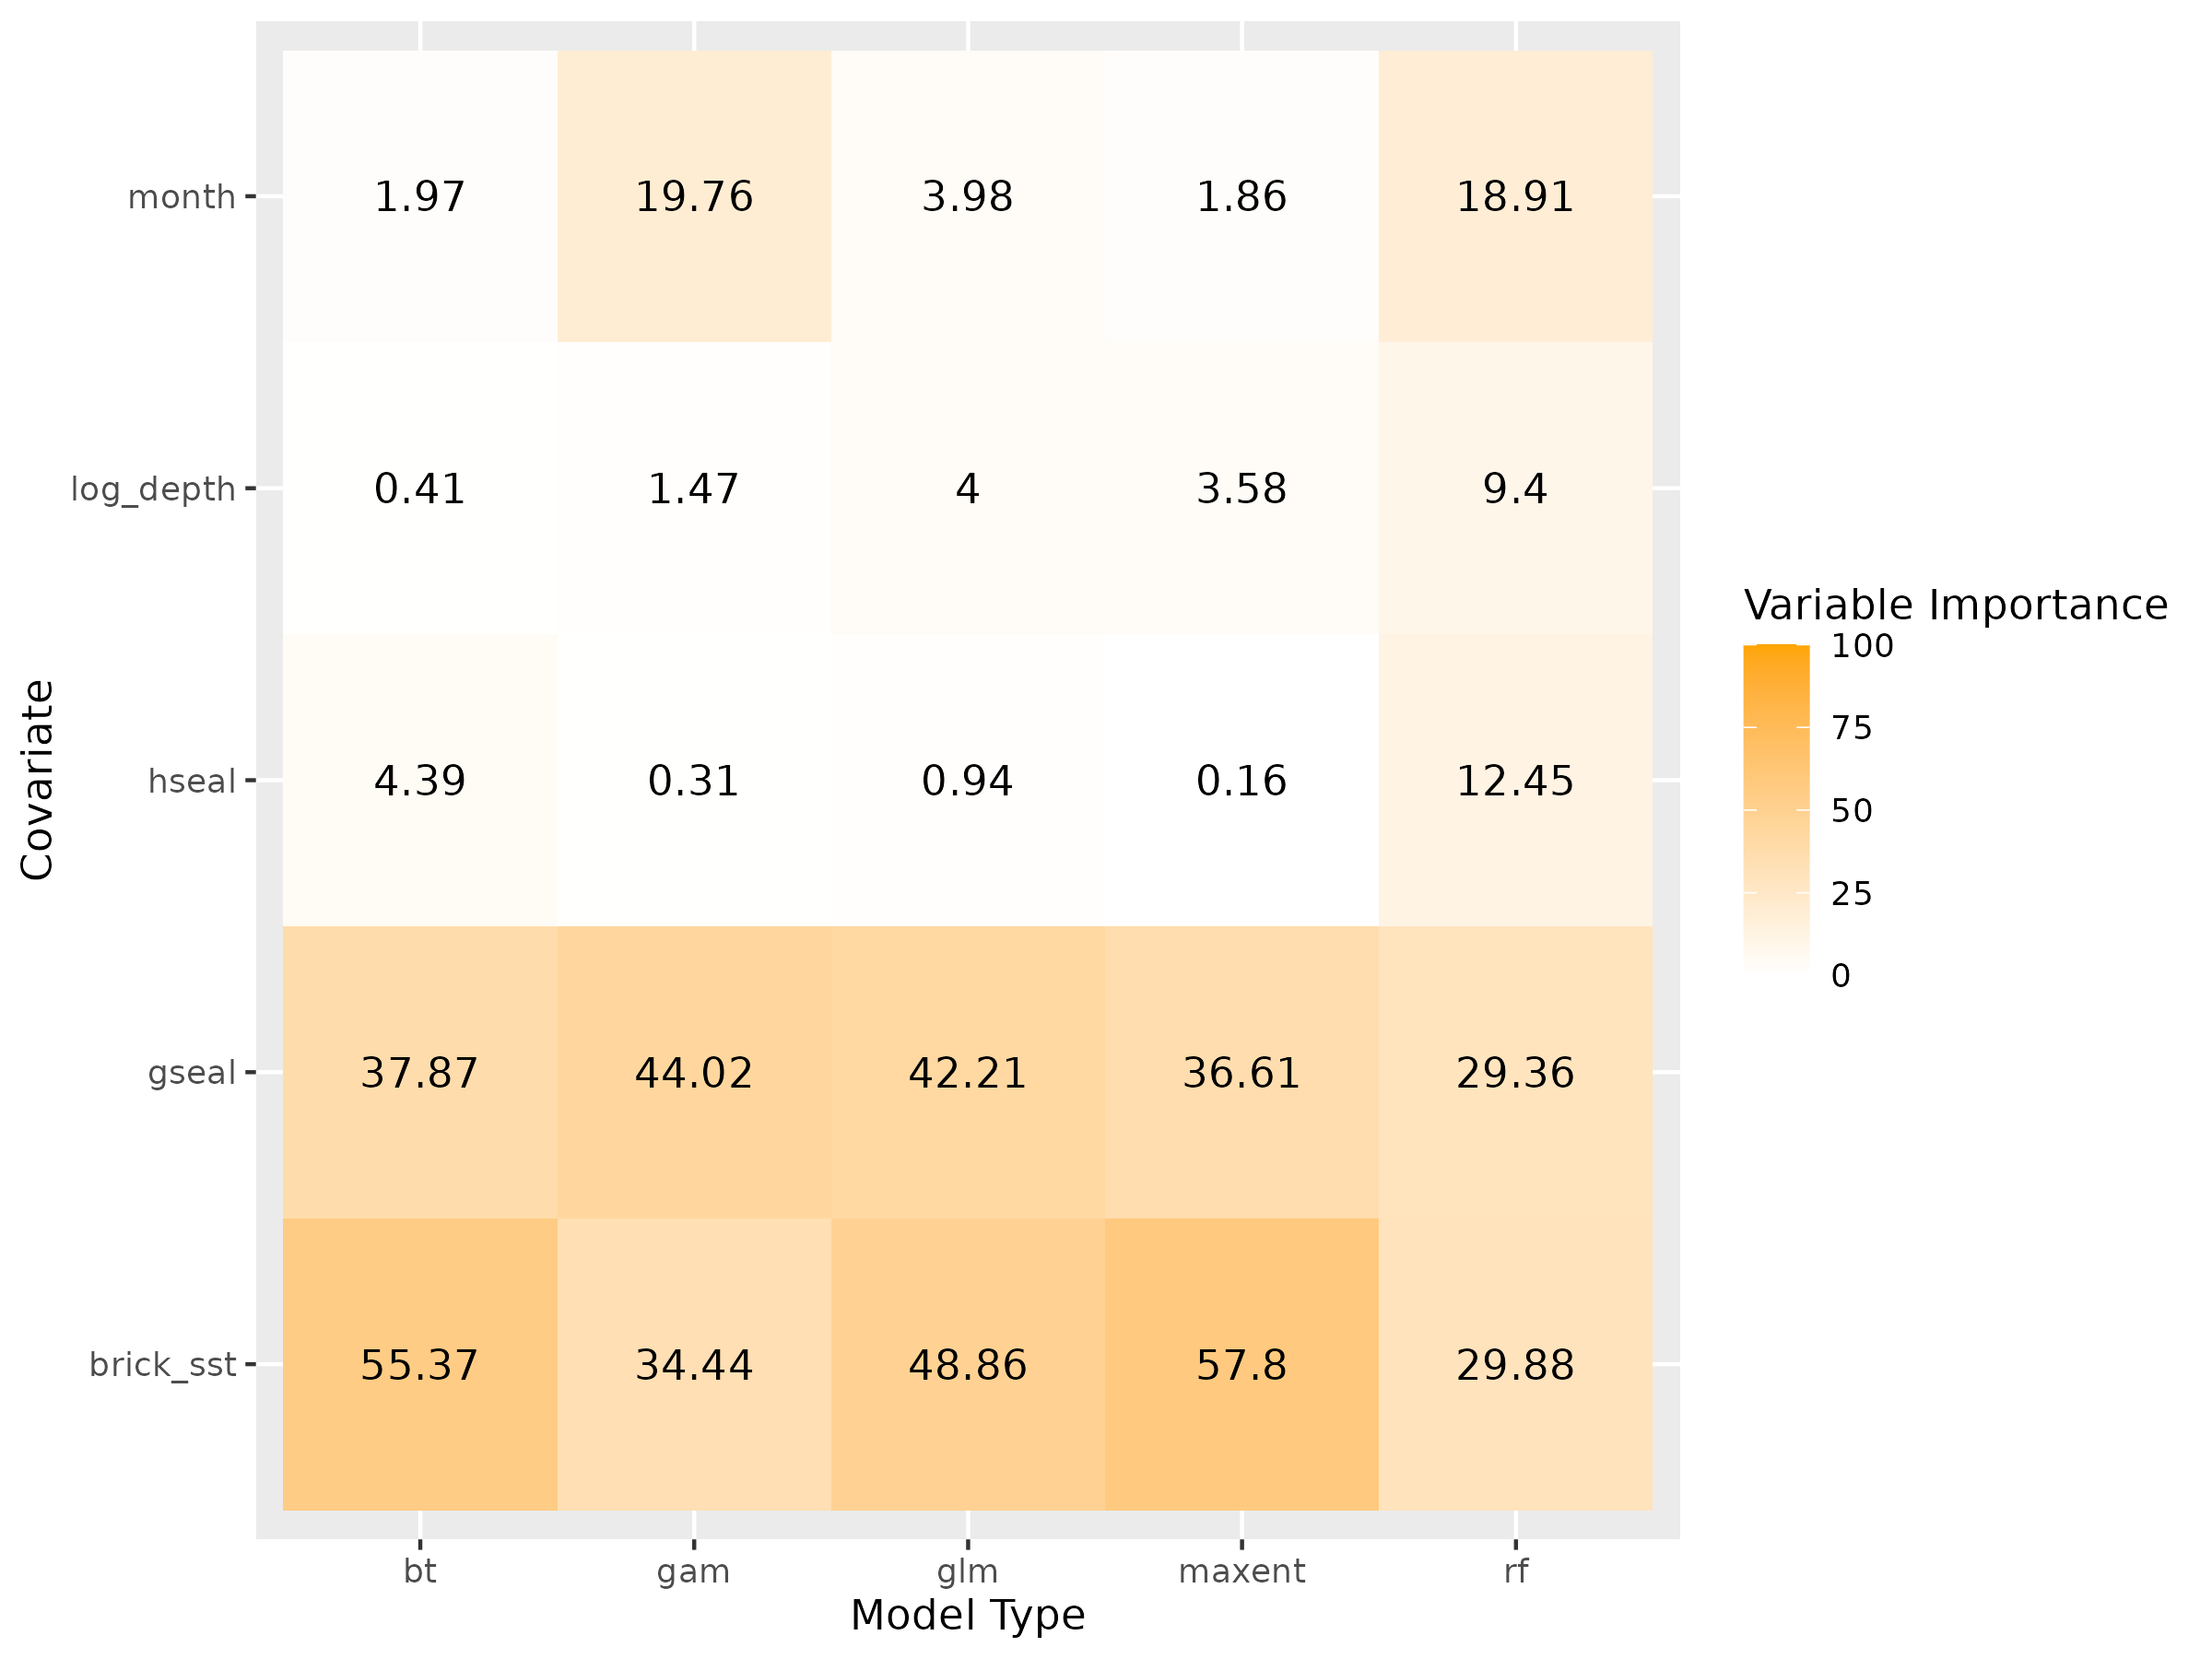 month
1.97
19.76
3.98
1.86
18.91
log_depth
0.41
1.47
4
3.58
9.4
hseal
4.39
0.31
0.94
0.16
12.45
gseal
37.87
44.02
42.21
36.61
29.36
brick_sst
55.37
34.44
48.86
57.8
29.88
bt
gam
glm
maxent
rf
Model Type
Covariate
Variable Importance
100
75
50
25
0